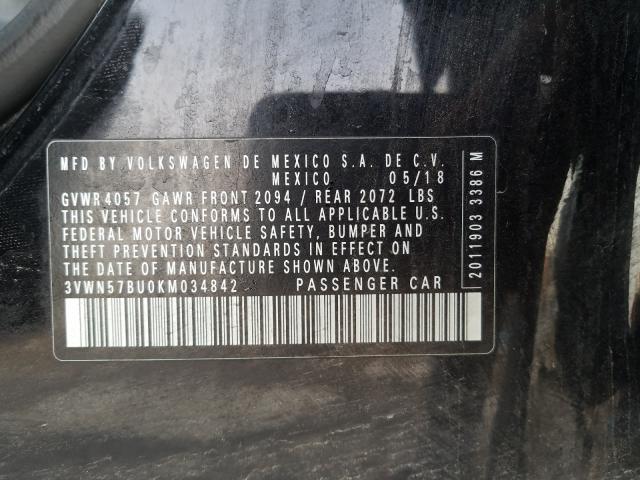 MFD BY VOLKSWAGEN DE MEXICO S.A. DE C.V.
MEXICO 05/18
GVWR4057 GAWR FRONT 2094 / REAR 2072 LBS
THIS VEHICLE CONFORMS TO ALL APPLICABLE U.S.
FEDERAL MOTOR VEHICLE SAFETY, BUMPER AND
THEFT PREVENTION STANDARDS IN EFFECT ON
THE DATE OF MANUFACTURE SHOWN ABOVE.
3VWN57BU0KM034842 PASSENGER CAR
2011903 3386 M